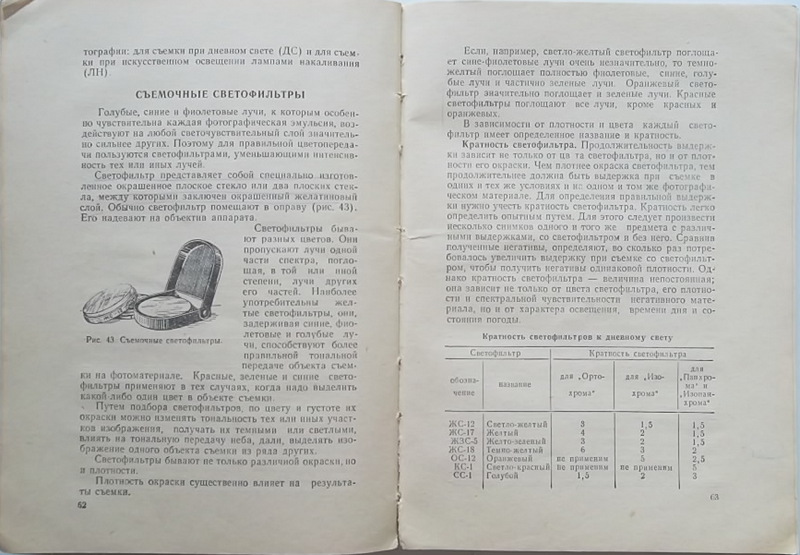 тографии: для съемки при дневном свете (ДС) и для съем-
ки при искусственном освещении лампами накаливания
(ЛН).
СЪЕМОЧНЫЕ СВЕТОФИЛЬТРЫ
Голубые, синие и фиолетовые лучи, к которым особен-
но чувствительна каждая фотографическая эмульсия, воз-
действуют на любой светочувствительный слой значитель-
но сильнее других. Поэтому для правильной цветопереда-
чи пользуются светофильтрами, уменьшающими интенсив-
ность тех или иных лучей.
Светофильтр представляет собой специально изготов-
ленное окрашенное плоское стекло или два плоских стек-
ла, между которыми заключен окрашенный желатиновый
слой. Обычно светофильтр помещают в оправу (рис. 43).
Его надевают на объектив аппарата.
Светофильтры быва-
ют разных цветов. Они
пропускают лучи одной
части спектра, погло-
щая, в той или иной
степени, лучи других
его частей. Наиболее
употребительны жел-
тые светофильтры, они,
задерживая синие, фио-
летовые и голубые лу-
чи, способствуют более
правильной тональной
передаче объекта съем-
Рис. 43. Съемочные светофильтры.
ки на фотоматериале. Красные, зеленые и синие свето-
фильтры применяют в тех случаях, когда надо выделить
какой-либо один цвет в объекте съемки.
Путем подбора светофильтров, по цвету и густоте их
окраски можно изменять тональность тех или иных участ-
ков изображения, получать их темными или светлыми,
влиять на тональную передачу неба, дали, выделять изо-
бражение одного объекта съемки из ряда других.
Светофильтры бывают не только различной окраски, но
и плотности.
Плотность окраски существенно влияет на результа-
ты съемки.
62
Если, например, светло-желтый светофильтр поглоща-
ет сине-фиолетовые лучи очень незначительно, то темно-
желтый поглощает полностью фиолетовые, синие, голу-
бые лучи и частично зеленые лучи. Оранжевый свето-
фильтр значительно поглощает и зеленые лучи. Красные
светофильтры поглощают все лучи, кроме красных и
оранжевых.
В зависимости от плотности и цвета каждый свето-
фильтр имеет определенное название и кратность.
Кратность светофильтра. Продолжительность выдерж-
ки зависит не только от цвета светофильтра, но и от плот-
ности его окраски. Чем плотнее окраска светофильтра, тем
продолжительнее должна быть выдержка при съемке в
одних и тех же условиях и на одном и том же фотографи-
ческом материале. Для определения правильной выдерж-
ки нужно учесть кратность светофильтра. Кратность легко
определить опытным путем. Для этого следует произвести
несколько снимков одного и того же предмета с различ-
ными выдержками, со светофильтром и без него. Сравнив
полученные негативы, определяют, во сколько раз потре-
бовалось увеличить выдержку при съемке со светофильт-
ром, чтобы получить негативы одинаковой плотности. Од-
нако кратность светофильтра — величина непостоянная;
она зависит не только от цвета светофильтра, его плотно-
сти и спектральной чувствительности негативного мате-
риала, но и от характера освещения, времени дня и со-
стояния погоды.
Кратность светофильтров к дневному свету
Светофильтр Кратность светофильтра
обозна-
чение название для „Орто-
хрома" для „Изо-
хрома" для
„Панхро-
ма" и
„Изопан-
хрома"
ЖС-12 Светло-желтый 3 1,5 1,5
ЖС-17 Желтый 4 2 1,5
ЖЗС-5 Желто-зеленый 3 2 1,5
ЖС-18 Темно-желтый 6 3 2
ОС-12 Оранжевый не применим 5 2,5
КС-1 Светло-красный не применим не применим 5
СС-1 Голубой 1,5 2 3
63